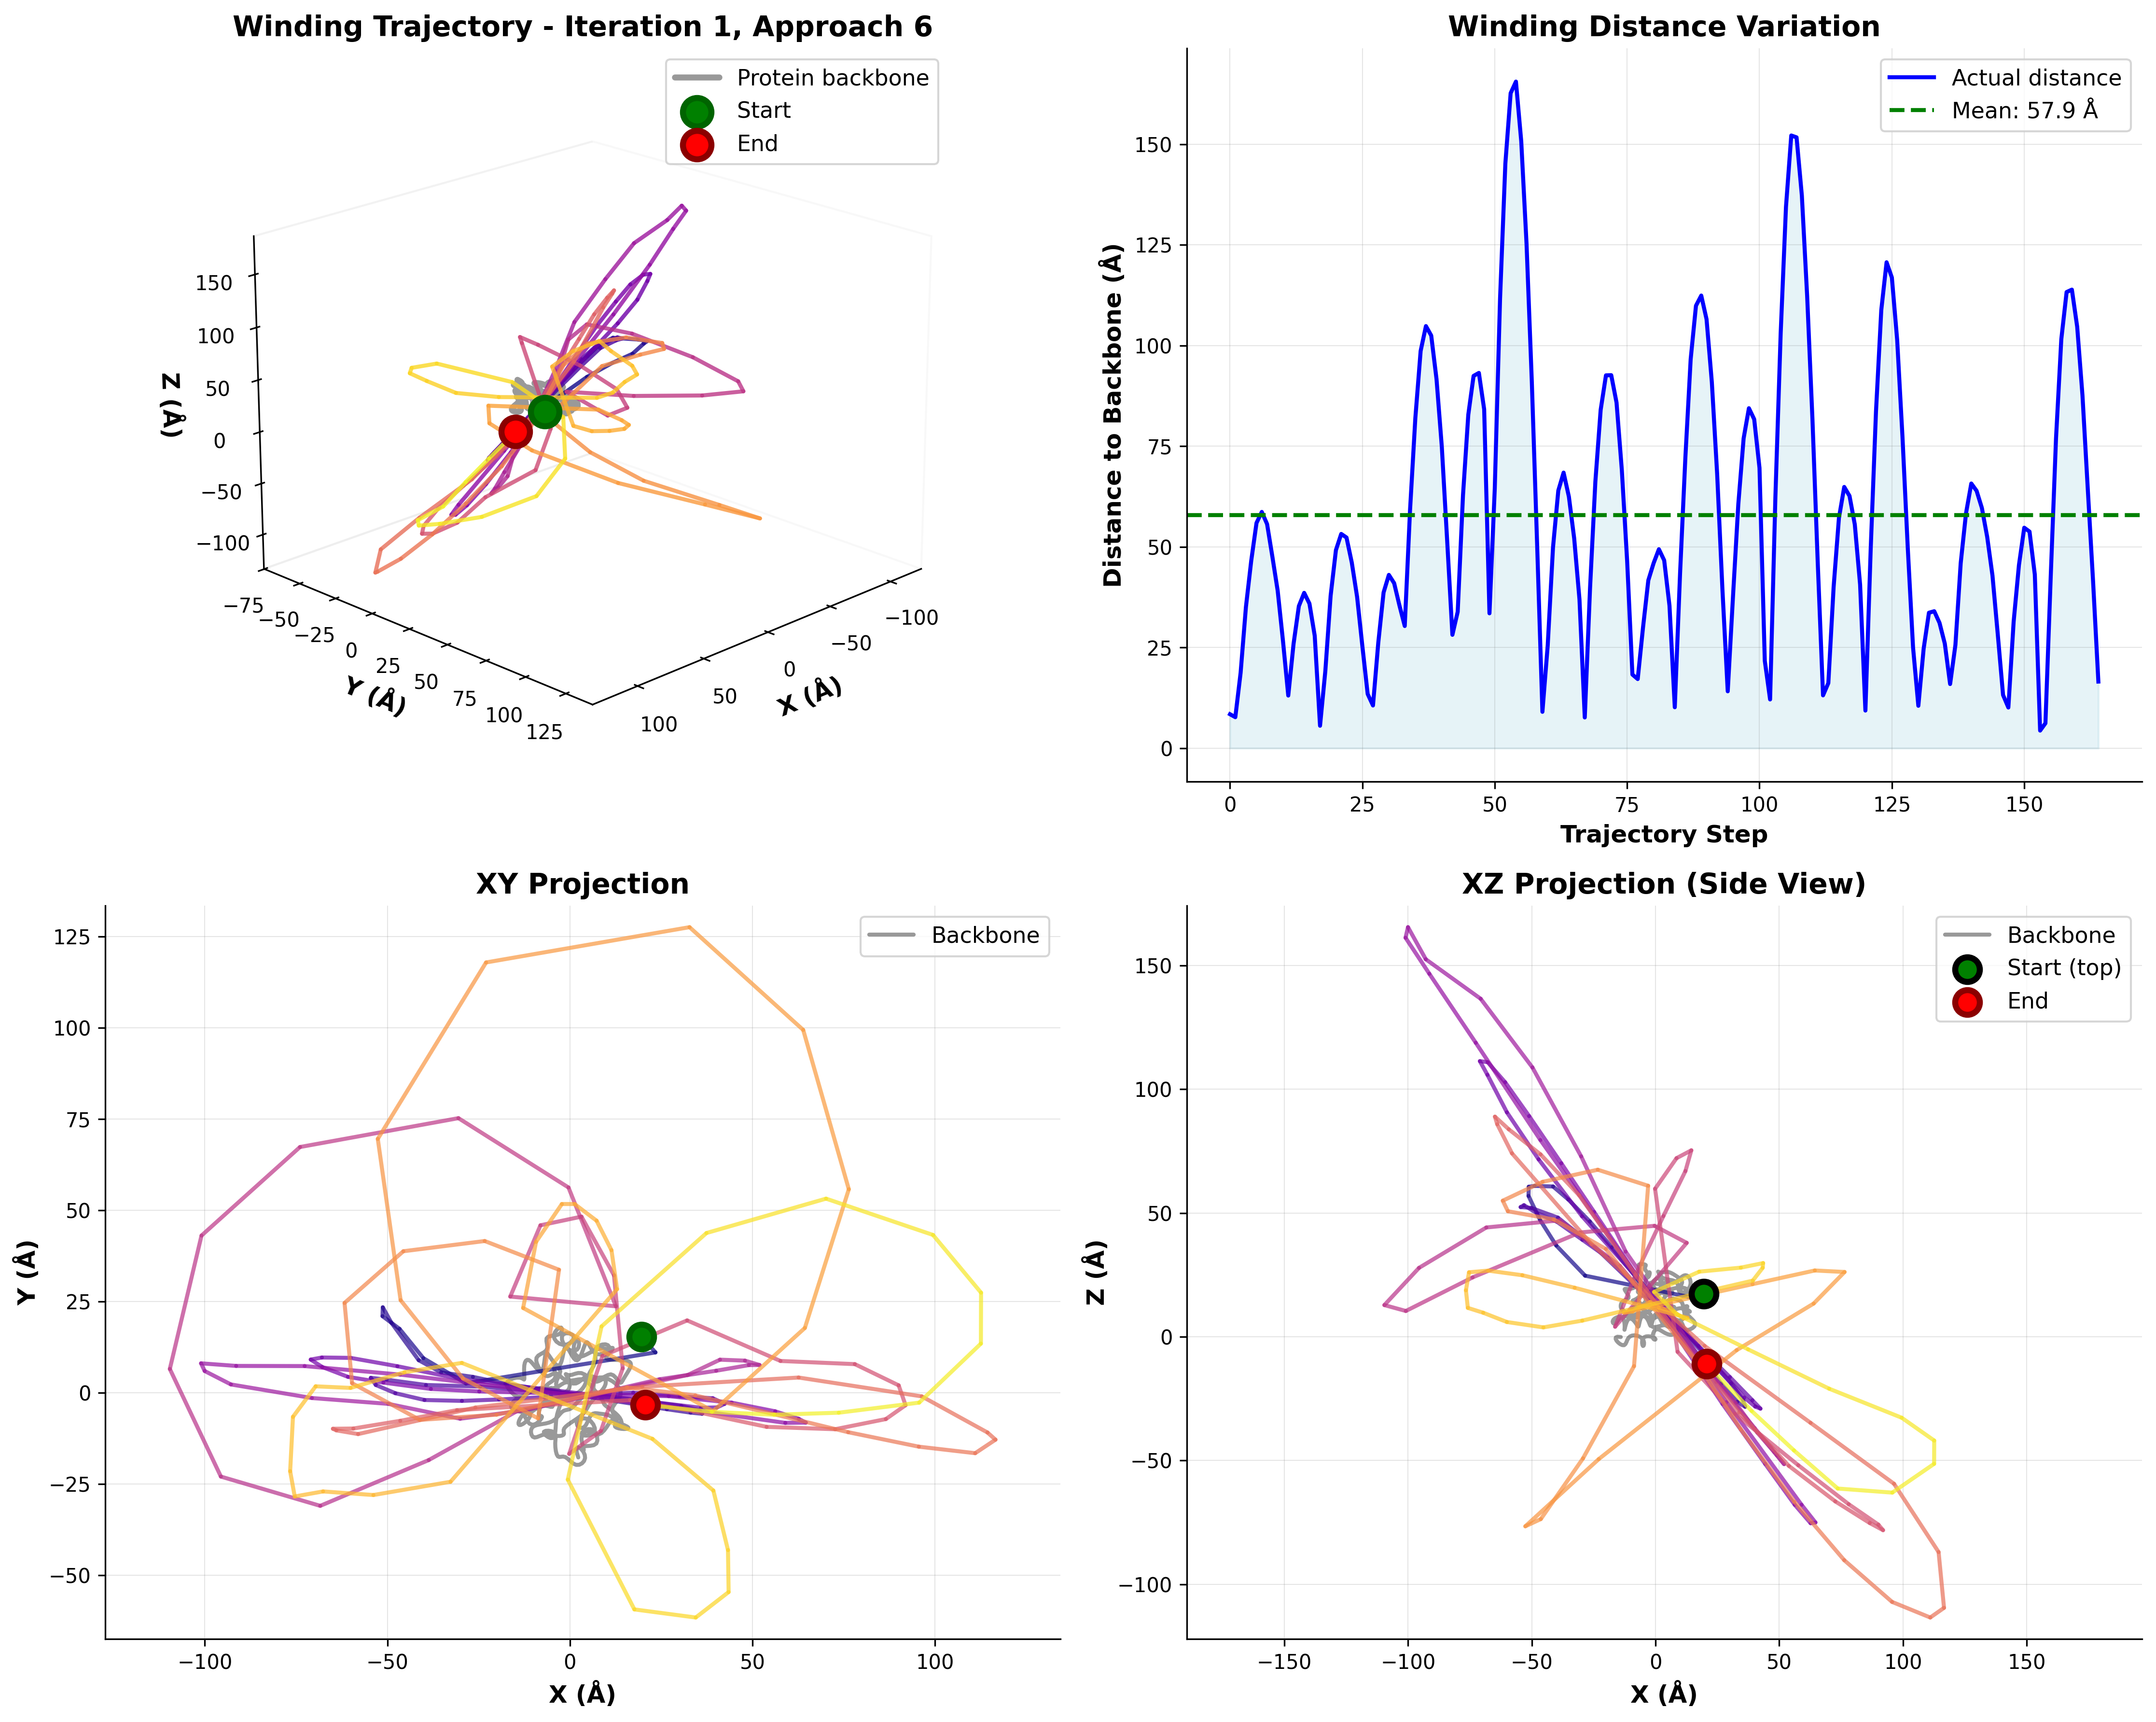 Winding Trajectory - Iteration 1, Approach 6
Protein backbone
Start
End
150
100
50
0
−50
−100
Z (Å)
−75
−50
−25
0
25
50
75
100
125
Y (Å)
100
50
0
−50
−100
X (Å)
Winding Distance Variation
Actual distance
Mean: 57.9 Å
150
125
100
75
50
25
0
Distance to Backbone (Å)
0
25
50
75
100
125
150
Trajectory Step
XY Projection
Backbone
125
100
75
50
25
0
−25
−50
Y (Å)
−100
−50
0
50
100
X (Å)
XZ Projection (Side View)
Backbone
Start (top)
End
150
100
50
0
−50
−100
Z (Å)
−150
−100
−50
0
50
100
150
X (Å)